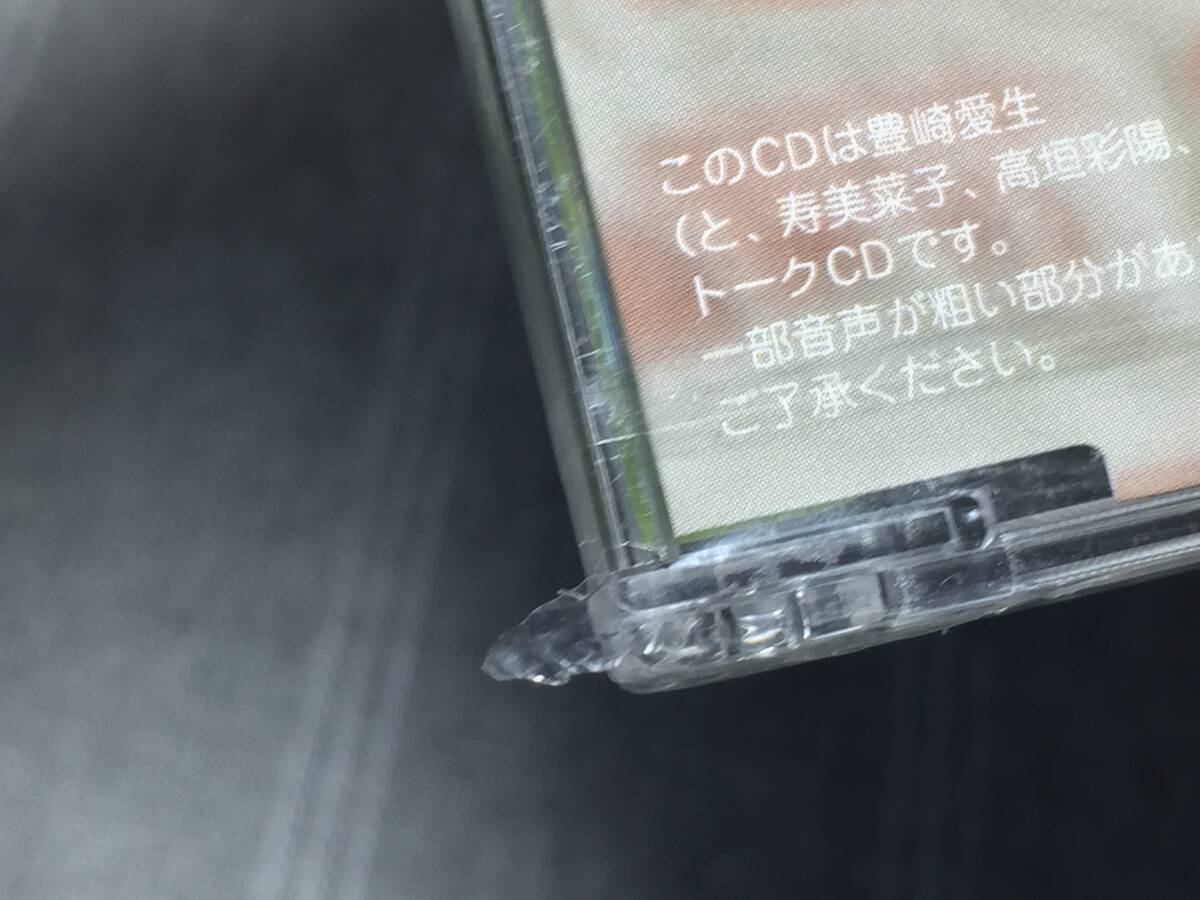 このCDは豊崎愛生
(と、寿美菜子、高垣彩陽、
トークCDです。
一部音声が粗い部分があ
ご了承ください。